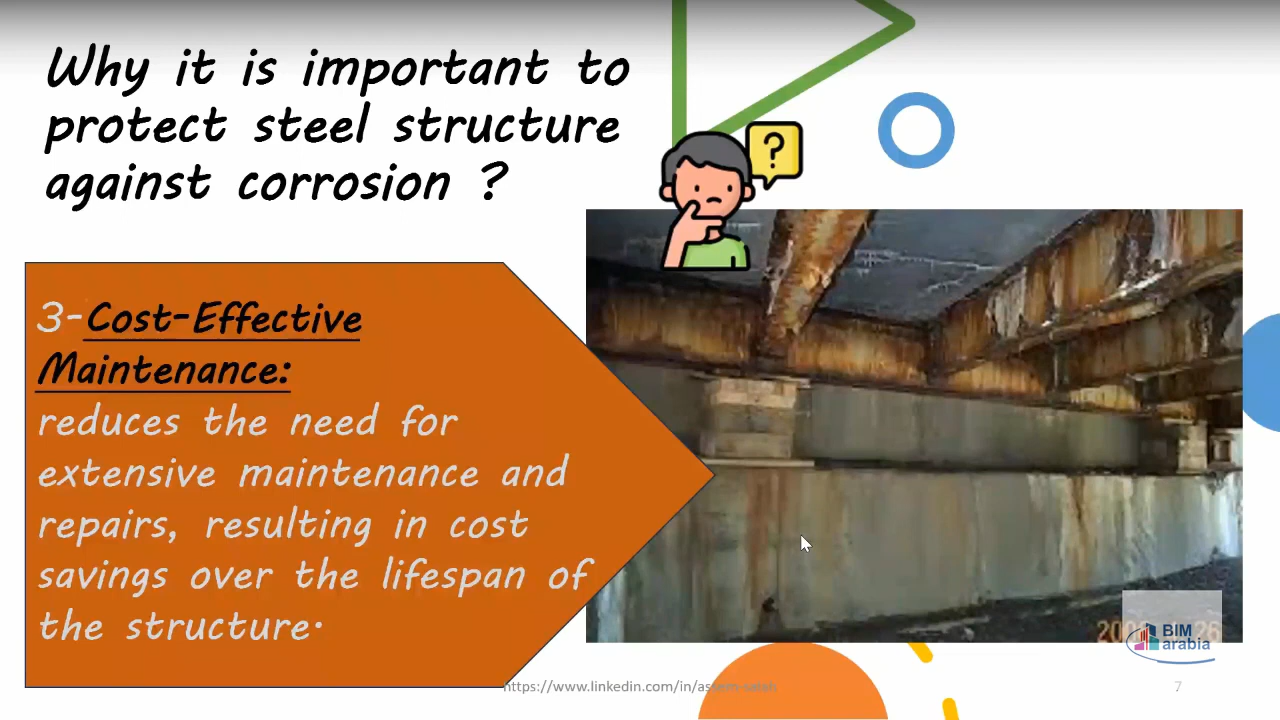 Why it is important to
protect steel structure
against corrosion ?
?
3-Cost-Effective
Maintenance:
reduces the need for
extensive maintenance and
repairs, resulting in cost
savings over the lifespan of
the structure.
BIM
arabia
7